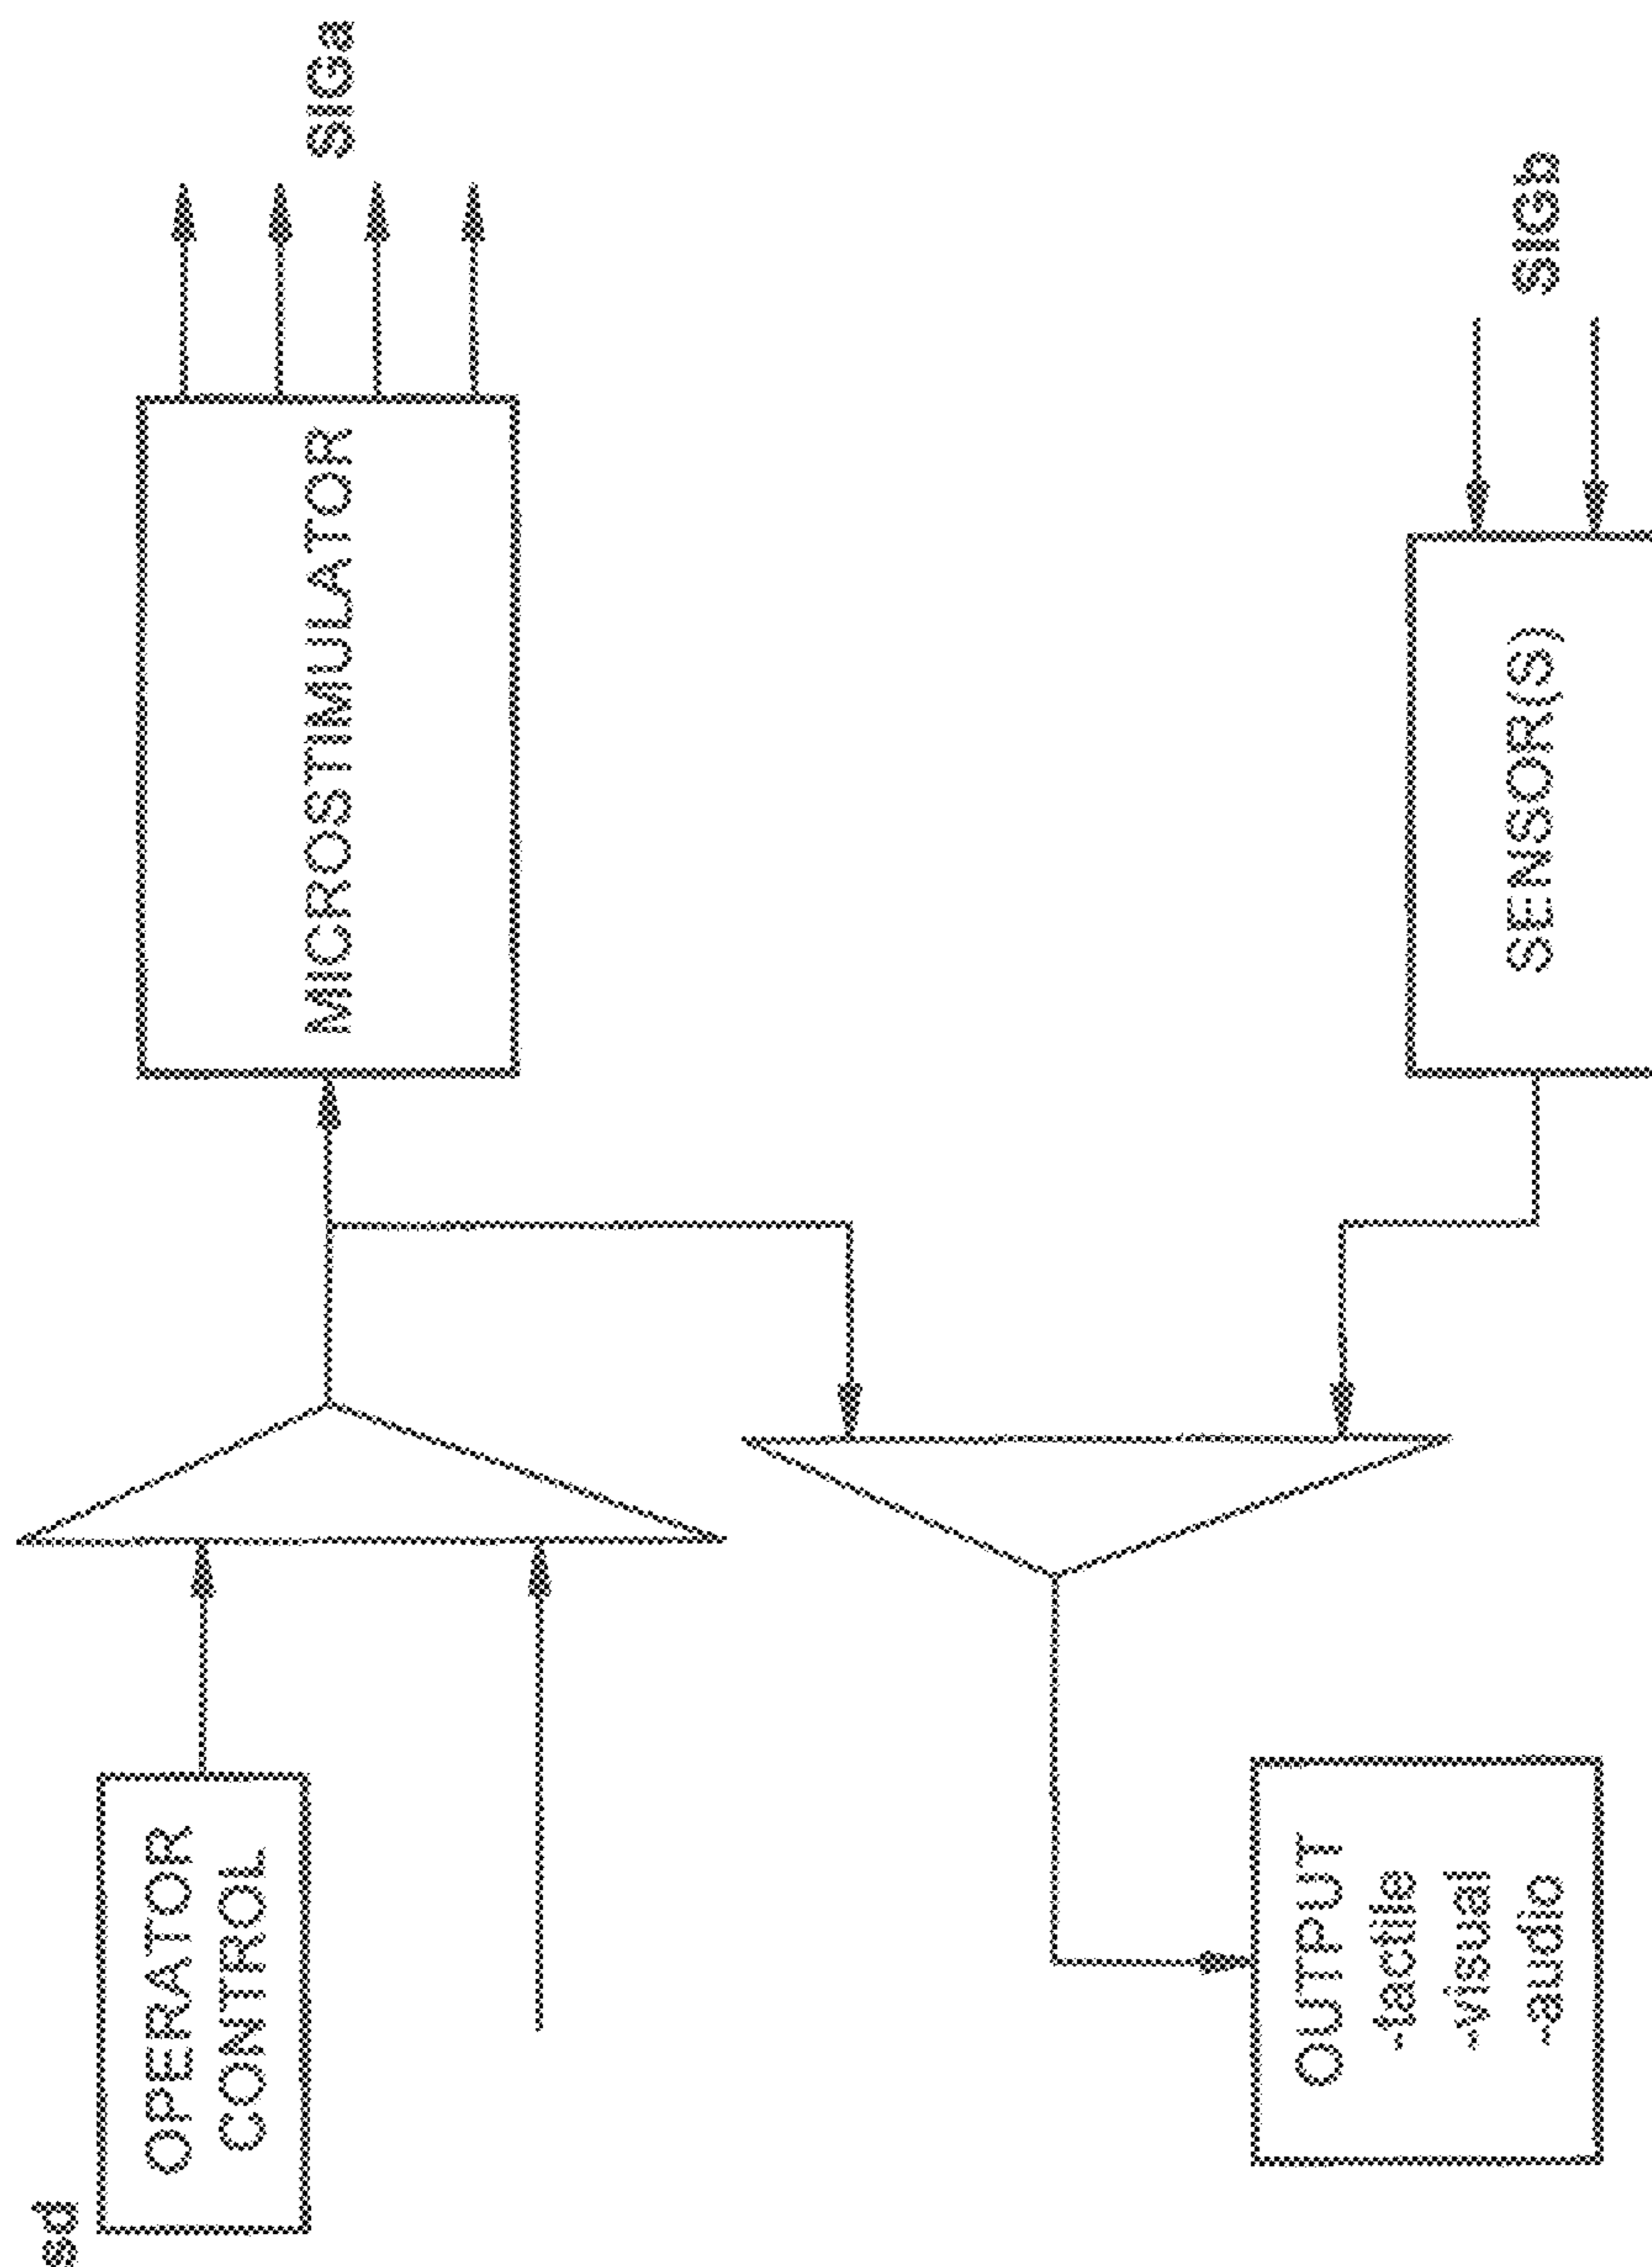 OPERATOR
CONTROL
MICROSTIMULATOR
SIGa
OUTPUT
-tactile
-visual
-audio
SENSOR(S)
SIGb